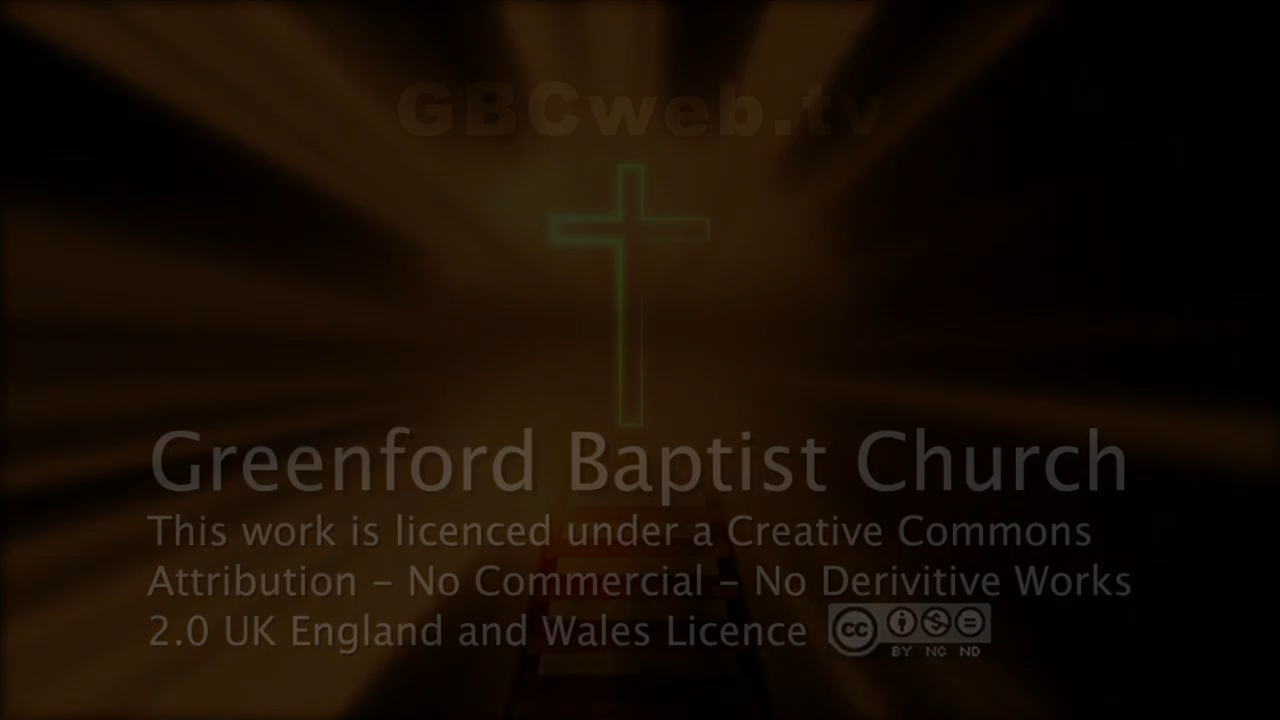 GBCweb.tv
Greenford Baptist Church
This work is licenced under a Creative Commons
Attribution – No Commercial – No Derivitive Works
2.0 UK England and Wales Licence cc
BY NC ND